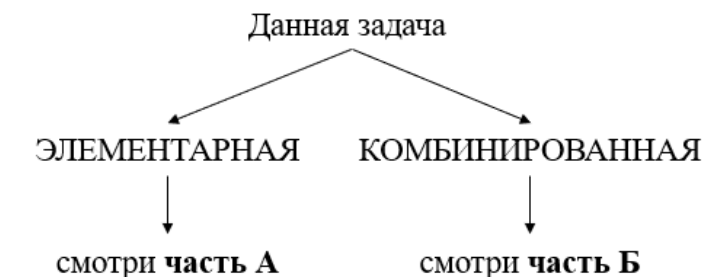 Данная задача
ЭЛЕМЕНТАРНАЯ КОМБИНИРОВАННАЯ
смотри часть А смотри часть Б